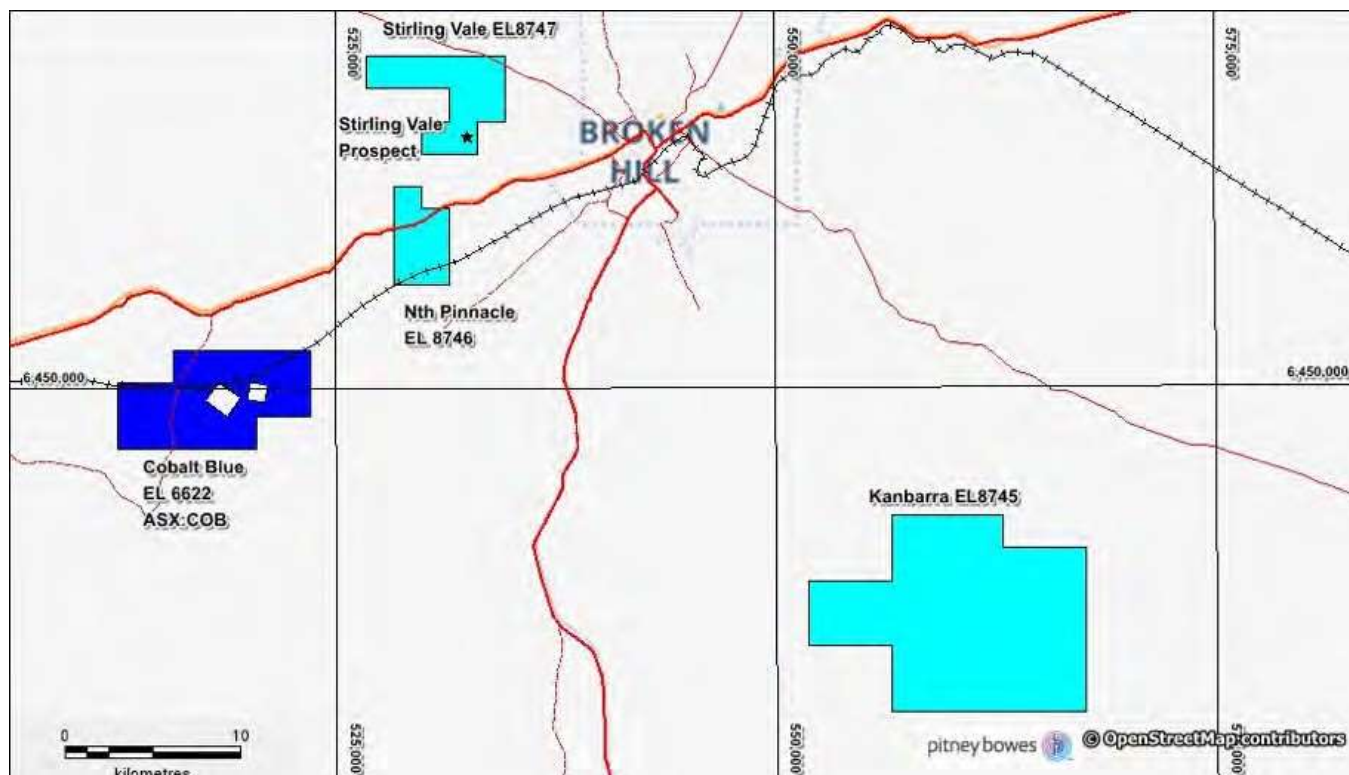 Stirling Vale EL8747
525,000
550,000
575,000
Stirling Vale
Prospect
BROKEN
HILL
Nth Pinnacle
EL 8746
6,450,000
6,450,000
Cobalt Blue
EL 6622
ASX:COB
Kanbarra EL8745
0 10
kilometres
525,000
550,000
pitney bowes
© OpenStreetMap contributors